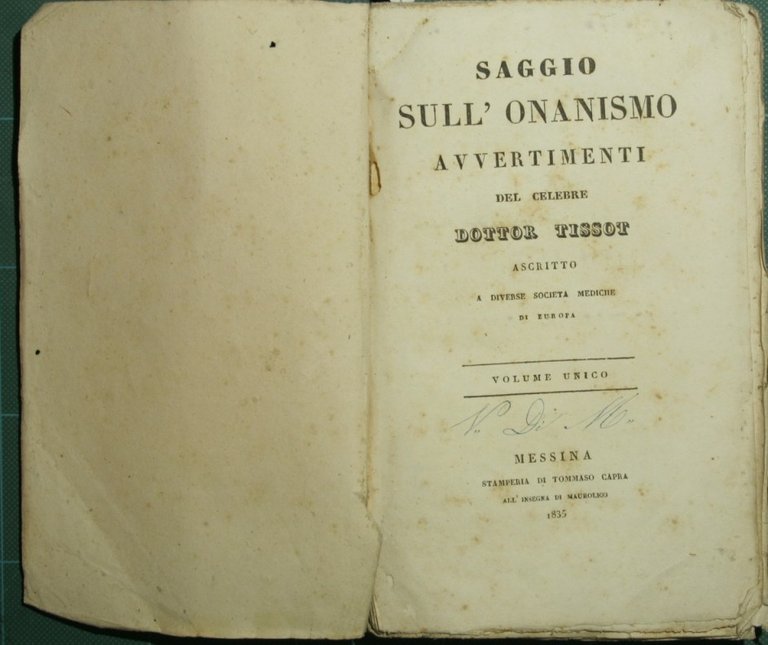 SAGGIO
SULL' ONANISMO
AVVERTIMENTI
DEL CELEBRE
DOTTOR TISSOT
ASCRITTO
A DIVERSE SOCIETA MEDICHE
DI EUROPA
VOLUME UNICO
N. Di M.
MESSINA
STAMPERIA DI TOMMASO CAPRA
ALL' INSEGNA DI MAUROLICO
1835